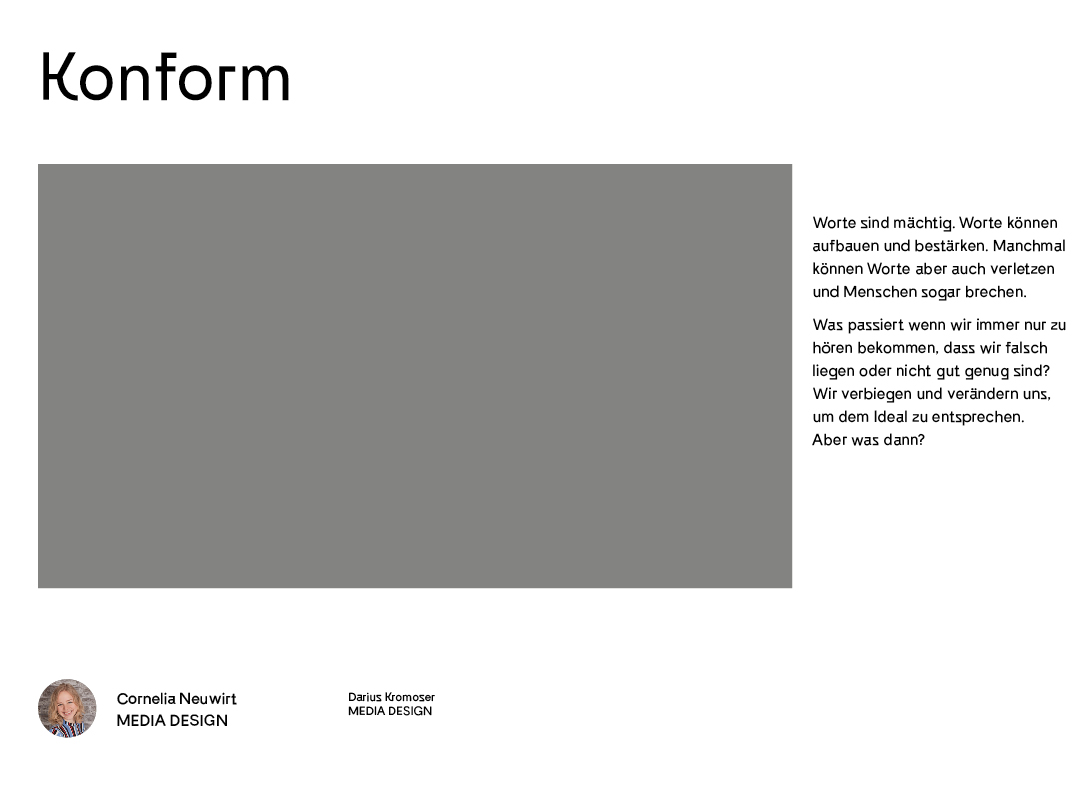 Konform
Worte sind mächtig. Worte können
aufbauen und bestärken. Manchmal
können Worte aber auch verletzen
und Menschen sogar brechen.
Was passiert wenn wir immer nur zu
hören bekommen, dass wir falsch
liegen oder nicht gut genug sind?
Wir verbiegen und verändern uns,
um dem Ideal zu entsprechen.
Aber was dann?
Cornelia Neuwirt
MEDIA DESIGN
Darius Kromoser
MEDIA DESIGN